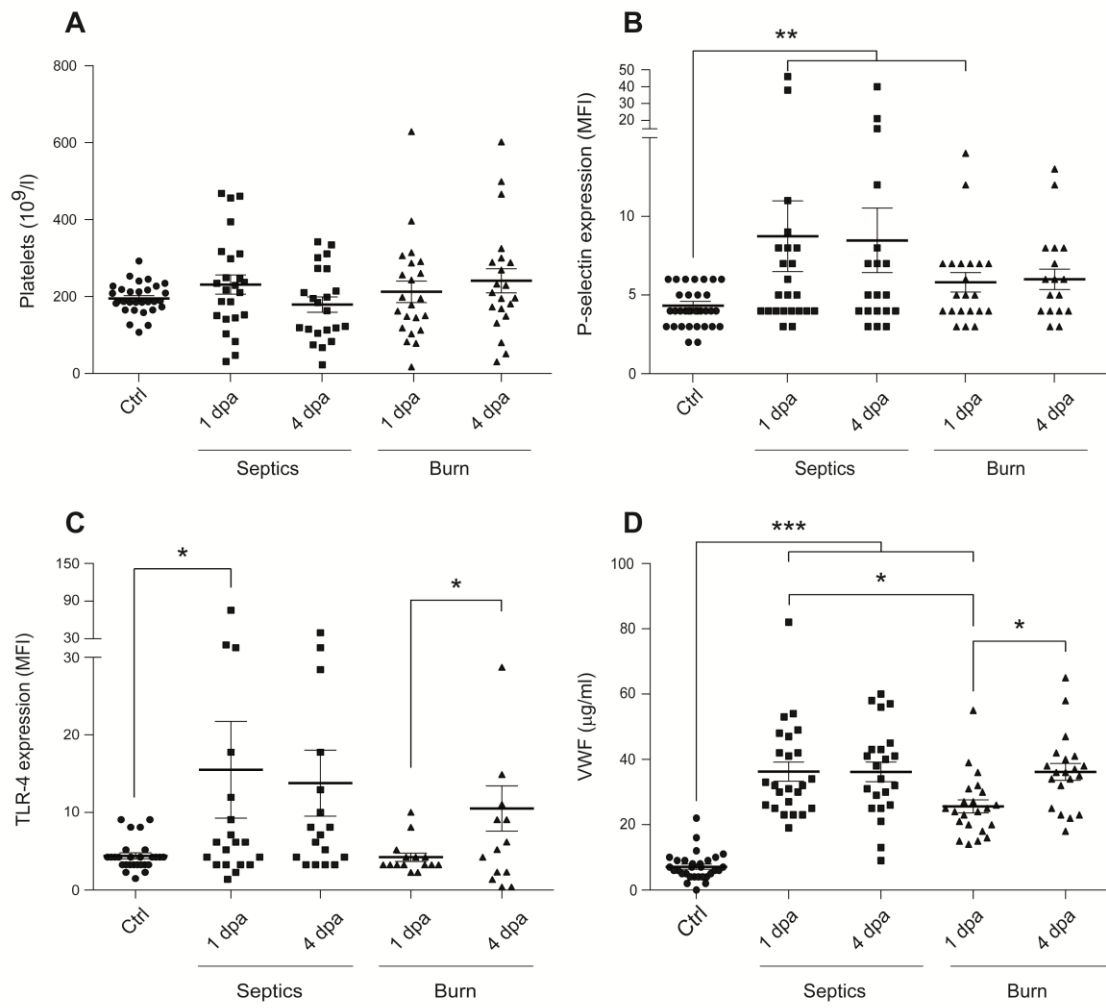 A
Platelets (10⁹/l)
800
600
400
200
0
Ctrl
1 dpa
4 dpa
1 dpa
4 dpa
Septics
Burn
B
**
P-selectin expression (MFI)
50
40
30
20
10
5
0
Ctrl
1 dpa
4 dpa
1 dpa
4 dpa
Septics
Burn
C
*
*
TLR-4 expression (MFI)
150
90
30
30
20
10
0
Ctrl
1 dpa
4 dpa
1 dpa
4 dpa
Septics
Burn
D
***
*
*
VWF (µg/ml)
100
80
60
40
20
0
Ctrl
1 dpa
4 dpa
1 dpa
4 dpa
Septics
Burn